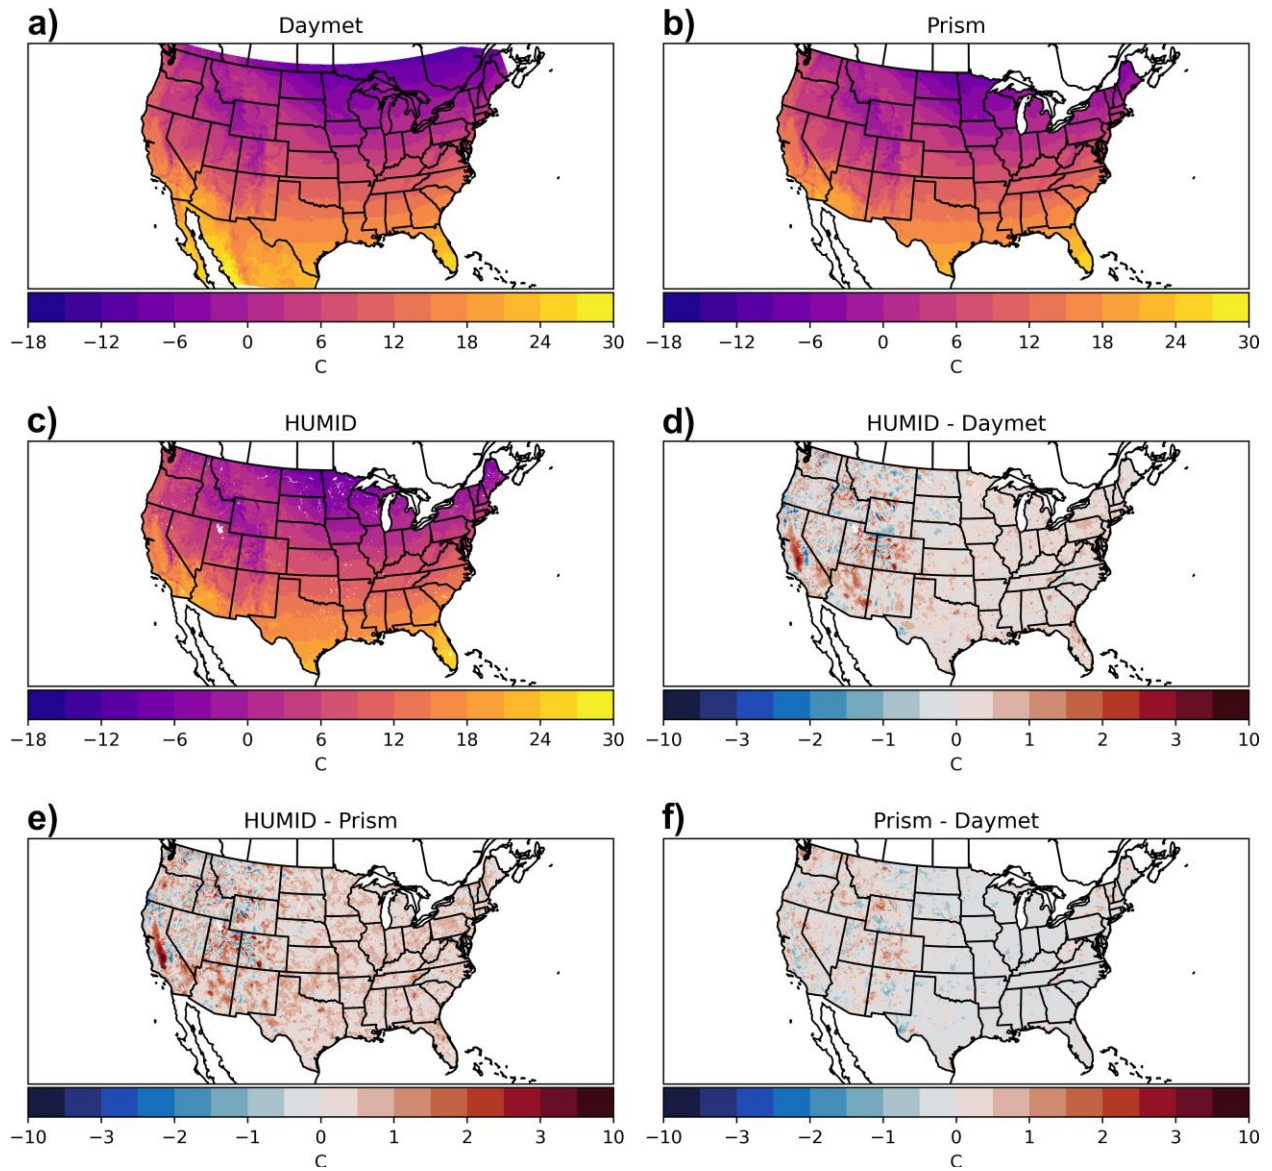 a)
Daymet
b)
Prism
−18 −12 −6 0 6 12 18 24 30
C
−18 −12 −6 0 6 12 18 24 30
C
c)
HUMID
d)
HUMID - Daymet
−18 −12 −6 0 6 12 18 24 30
C
−10 −3 −2 −1 0 1 2 3 10
C
e)
HUMID - Prism
f)
Prism - Daymet
−10 −3 −2 −1 0 1 2 3 10
C
−10 −3 −2 −1 0 1 2 3 10
C